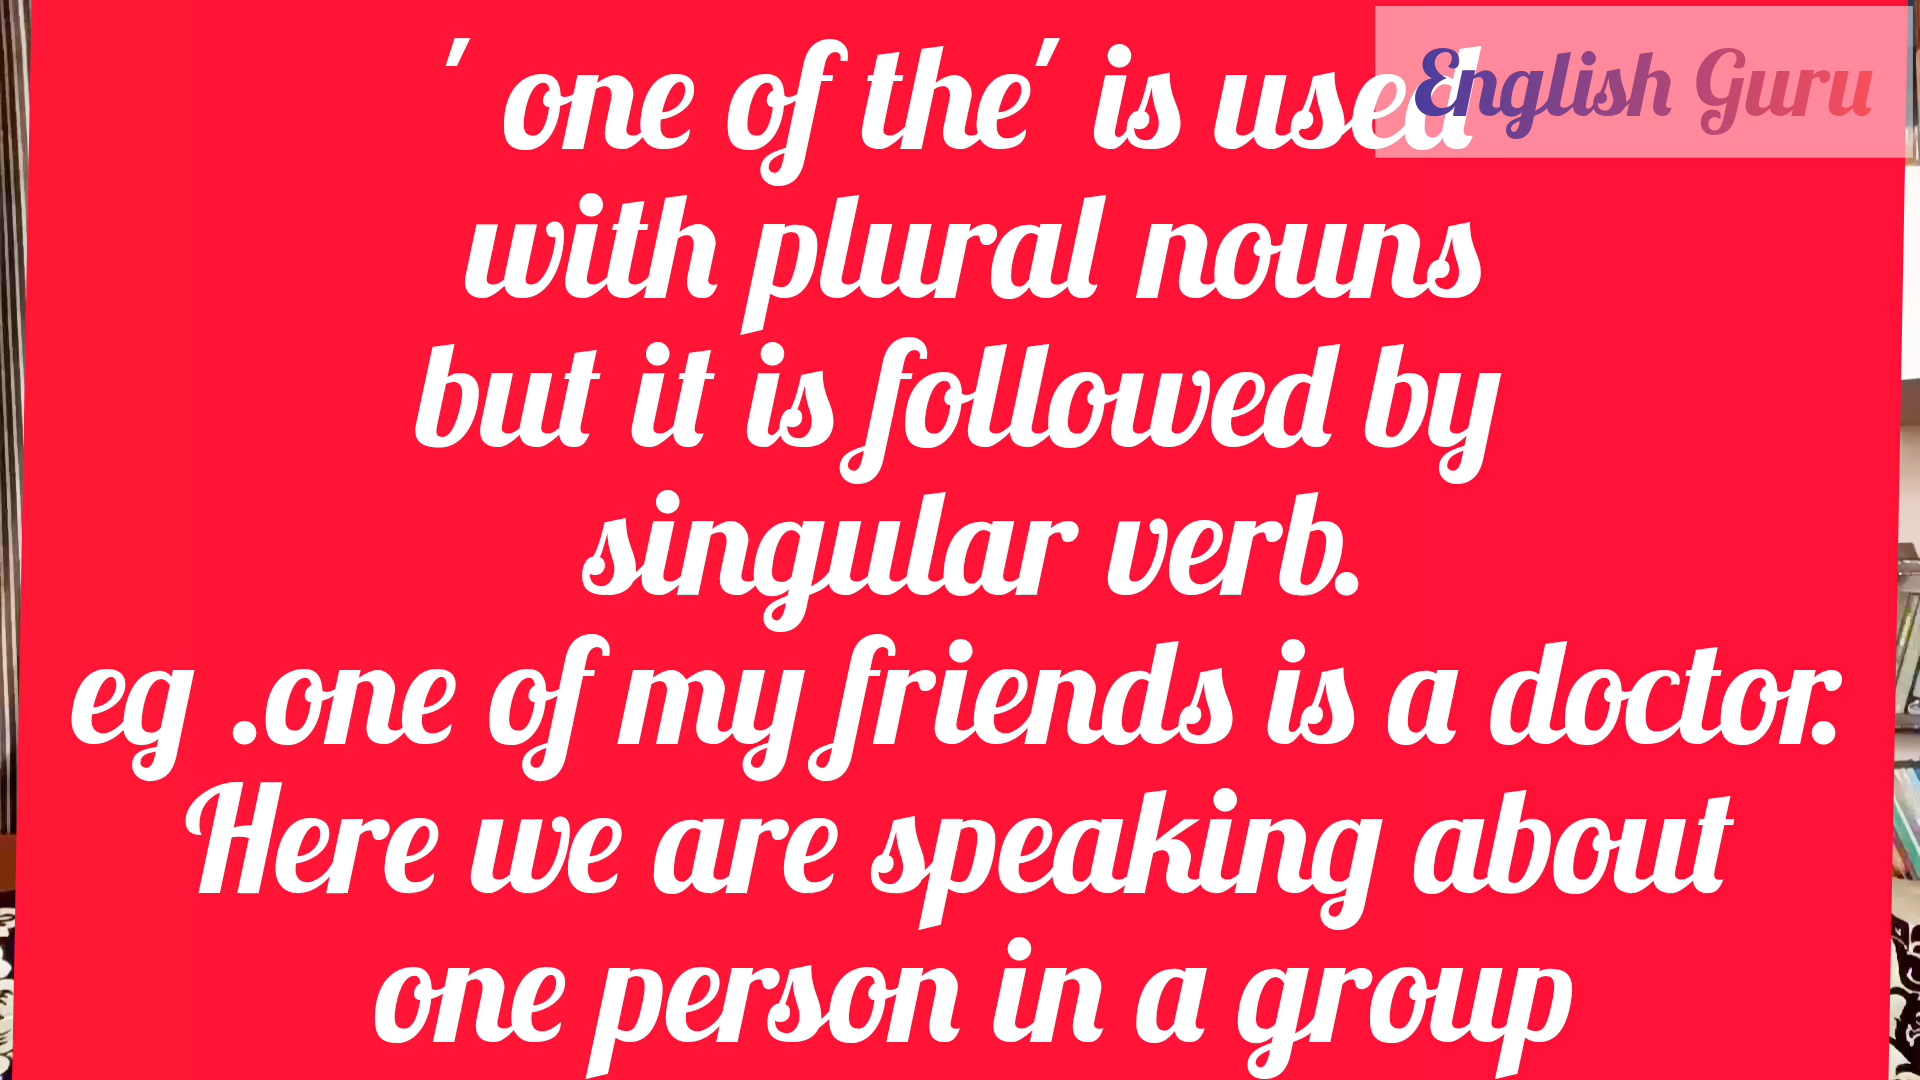 ' one of the' is used
English Guru
with plural nouns
but it is followed by
singular verb.
eg .one of my friends is a doctor.
Here we are speaking about
one person in a group